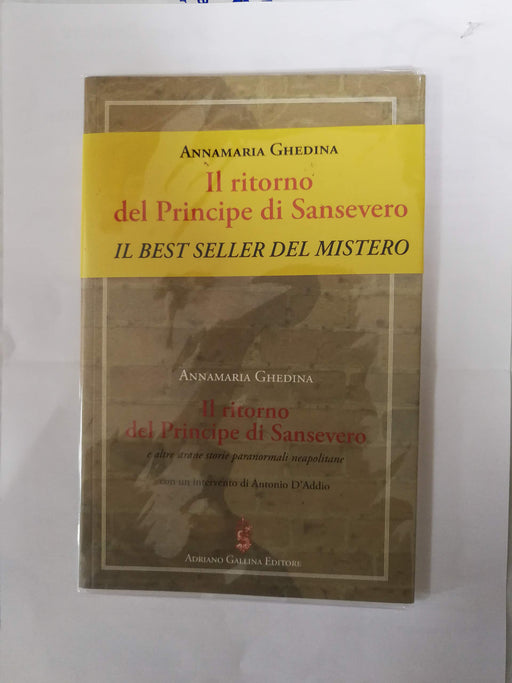 ANNAMARIA GHEDINA
Il ritorno
del Principe di Sansevero
IL BEST SELLER DEL MISTERO
ANNAMARIA GHEDINA
Il ritorno
del Principe di Sansevero
e altre arane storie paranormali neapolitane
con un intervento di Antonio D'Addio
ADRIANO GALLINA EDITORE